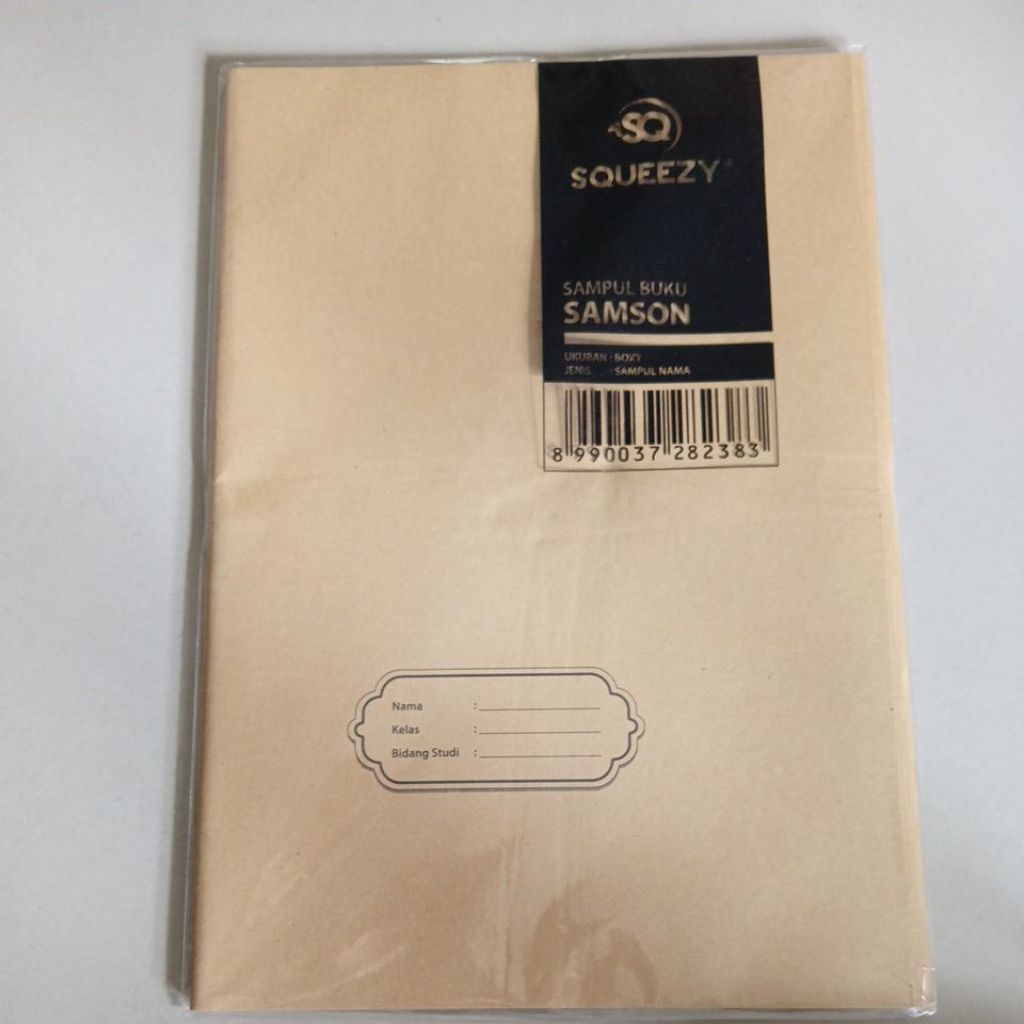 SQ
SQUEEZY
SAMPUL BUKU
SAMSON
UKURAN : BOXY
JENIS : SAMPUL NAMA
8 990037 282383
Nama :
Kelas :
Bidang Studi :